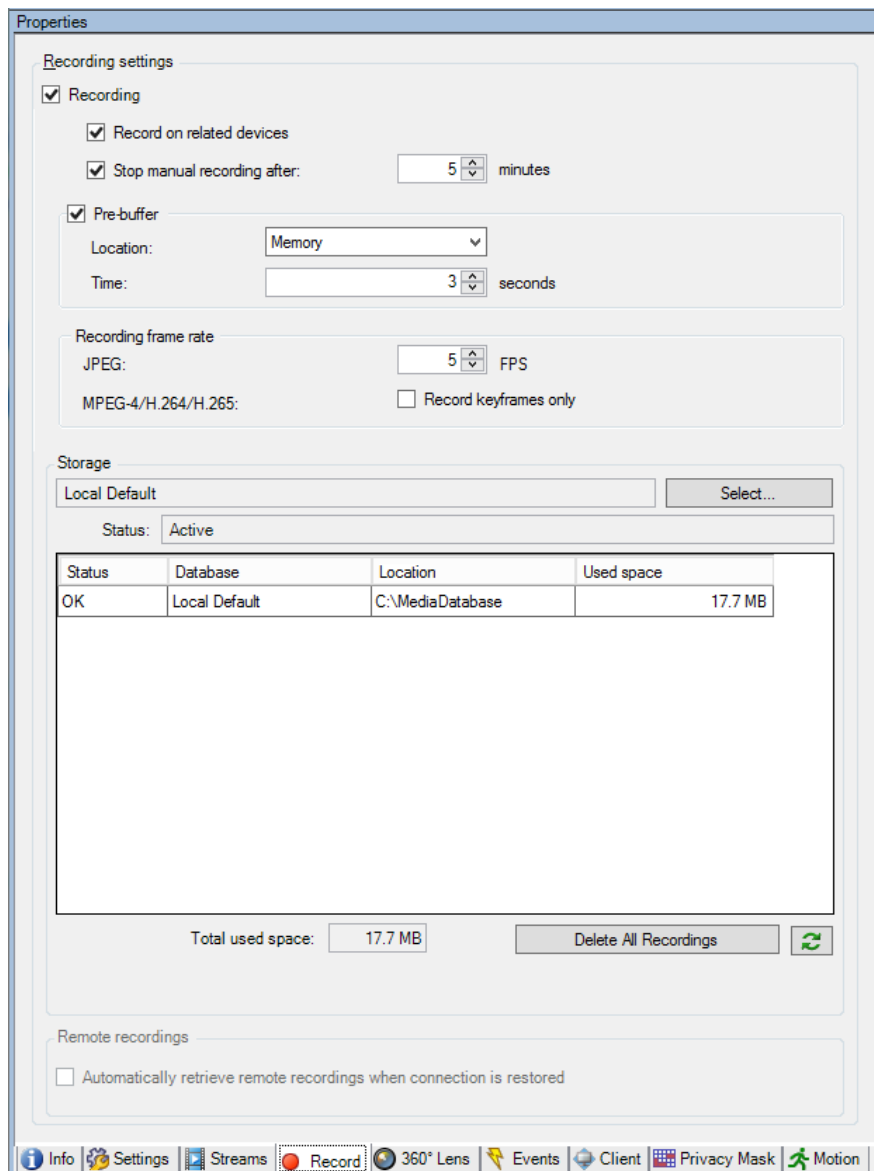 Properties
Recording settings
Recording
Record on related devices
Stop manual recording after: 5 minutes
Pre-buffer
Location: Memory
Time: 3 seconds
Recording frame rate
JPEG: 5 FPS
MPEG-4/H.264/H.265: Record keyframes only
Storage
Local Default Select...
Status: Active
Status Database Location Used space
OK Local Default C:\MediaDatabase 17.7 MB
Total used space: 17.7 MB Delete All Recordings
Remote recordings
Automatically retrieve remote recordings when connection is restored
Info Settings Streams Record 360° Lens Events Client Privacy Mask Motion